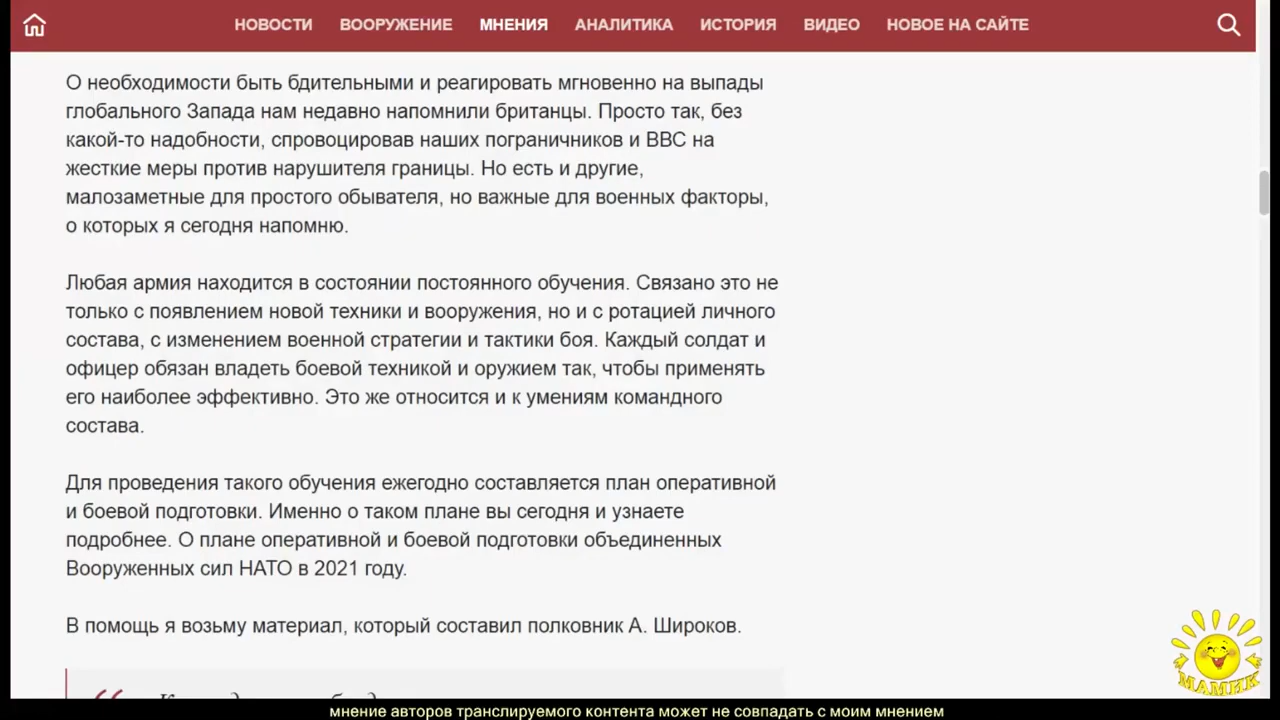 НОВОСТИ ВООРУЖЕНИЕ МНЕНИЯ АНАЛИТИКА ИСТОРИЯ ВИДЕО НОВОЕ НА САЙТЕ
О необходимости быть бдительными и реагировать мгновенно на выпады
глобального Запада нам недавно напомнили британцы. Просто так, без
какой-то надобности, спровоцировав наших пограничников и ВВС на
жесткие меры против нарушителя границы. Но есть и другие,
малозаметные для простого обывателя, но важные для военных факторы,
о которых я сегодня напомню.
Любая армия находится в состоянии постоянного обучения. Связано это не
только с появлением новой техники и вооружения, но и с ротацией личного
состава, с изменением военной стратегии и тактики боя. Каждый солдат и
офицер обязан владеть боевой техникой и оружием так, чтобы применять
его наиболее эффективно. Это же относится и к умениям командного
состава.
Для проведения такого обучения ежегодно составляется план оперативной
и боевой подготовки. Именно о таком плане вы сегодня и узнаете
подробнее. О плане оперативной и боевой подготовки объединенных
Вооруженных сил НАТО в 2021 году.
В помощь я возьму материал, который составил полковник А. Широков.
МАМИК
мнение авторов транслируемого контента может не совпадать с моим мнением